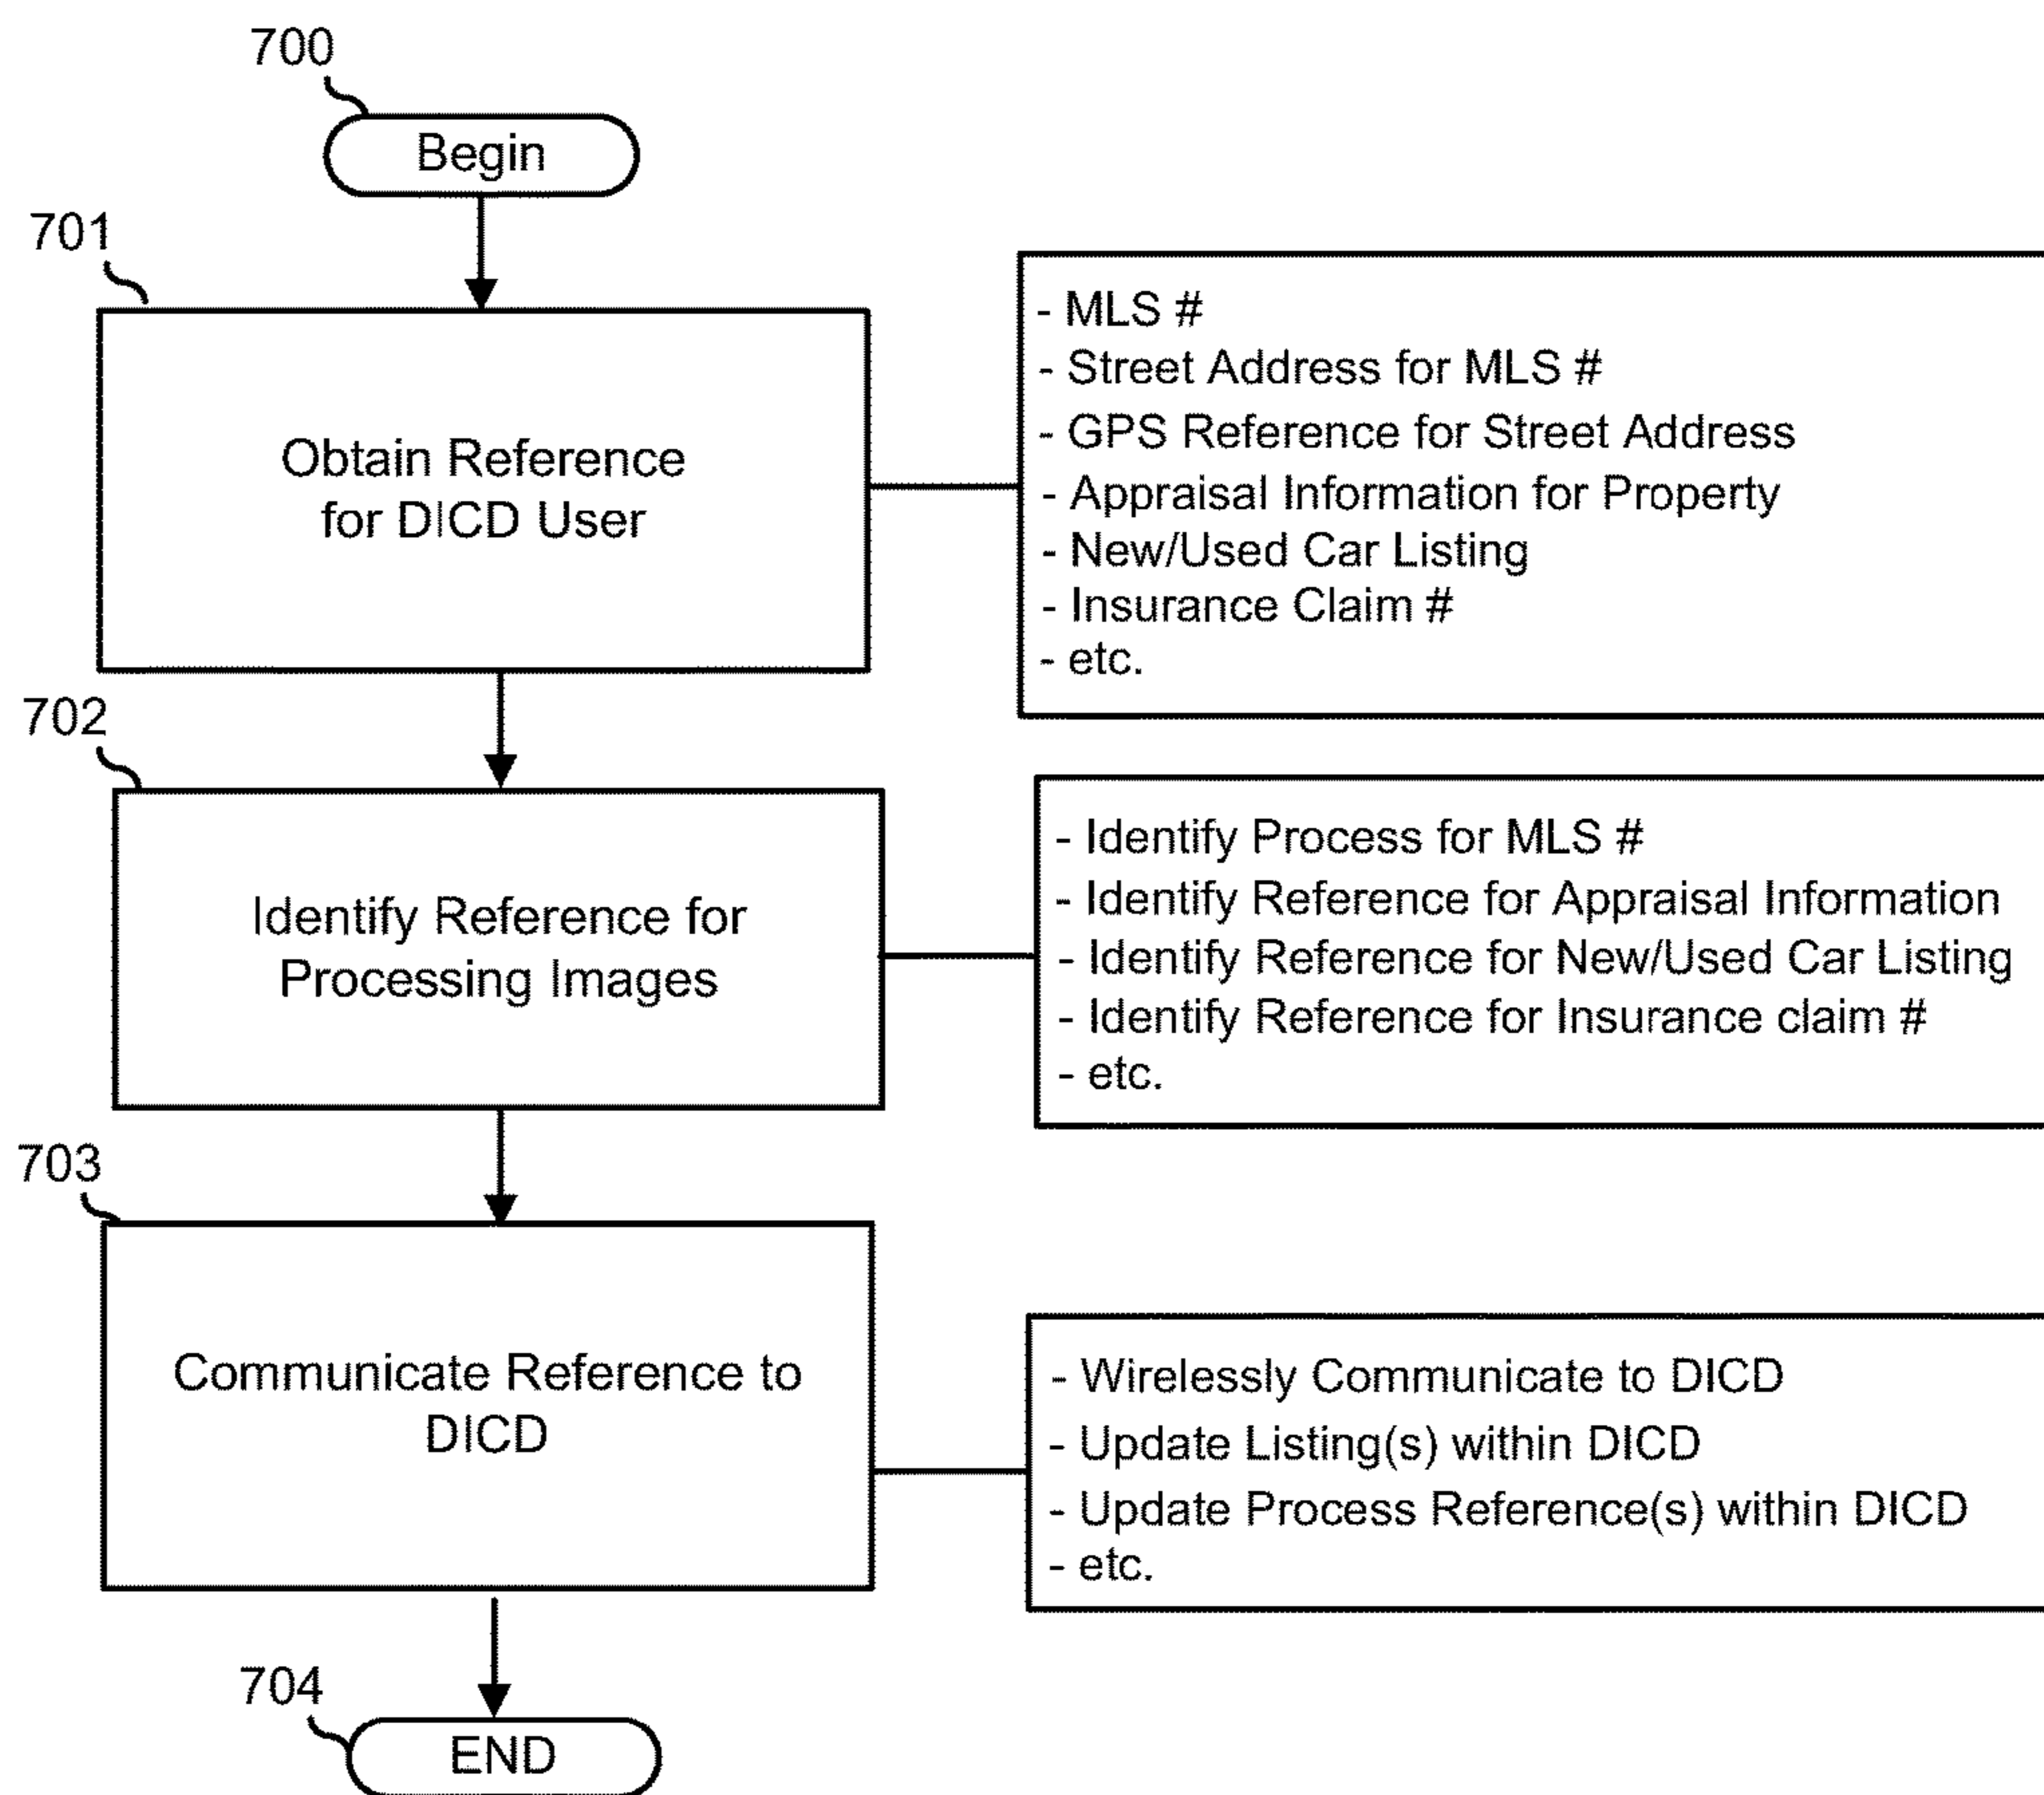 700
Begin
701
Obtain Reference
for DICD User
- MLS #
- Street Address for MLS #
- GPS Reference for Street Address
- Appraisal Information for Property
- New/Used Car Listing
- Insurance Claim #
- etc.
702
Identify Reference for
Processing Images
- Identify Process for MLS #
- Identify Reference for Appraisal Information
- Identify Reference for New/Used Car Listing
- Identify Reference for Insurance claim #
- etc.
703
Communicate Reference to
DICD
- Wirelessly Communicate to DICD
- Update Listing(s) within DICD
- Update Process Reference(s) within DICD
- etc.
704
END